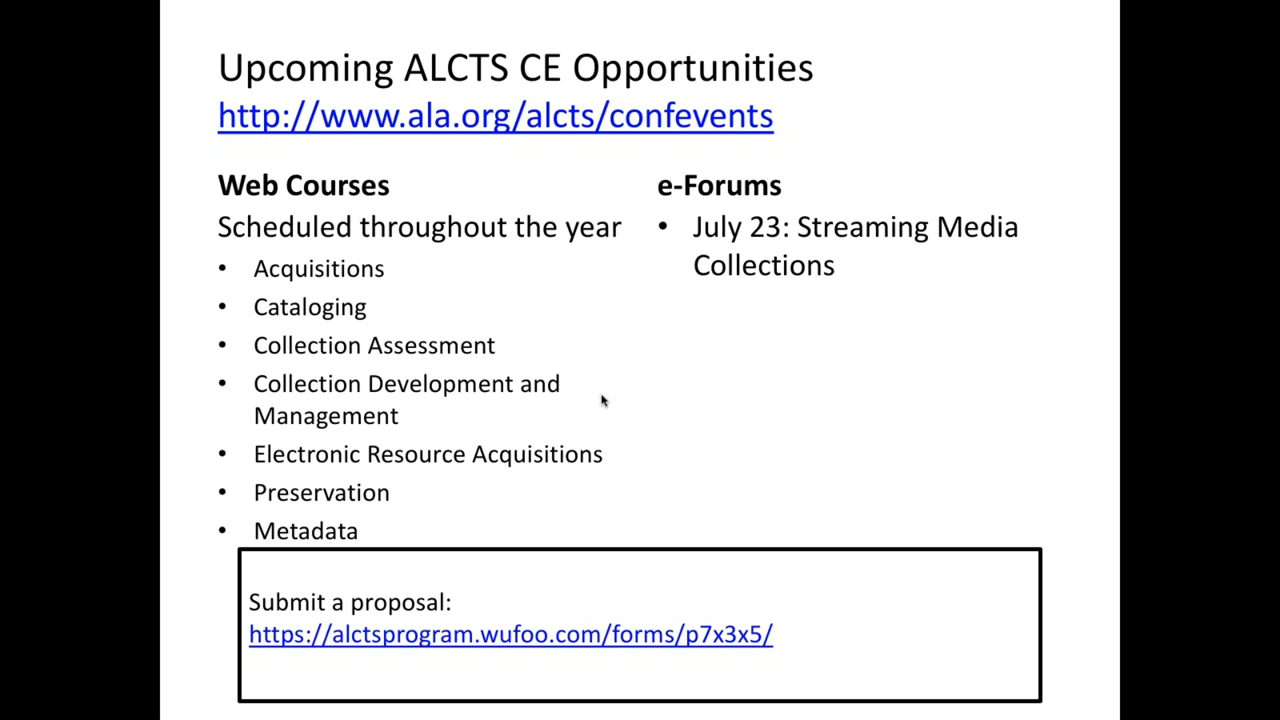 Upcoming ALCTS CE Opportunities
http://www.ala.org/alcts/confevents
Web Courses
Scheduled throughout the year
• Acquisitions
• Cataloging
• Collection Assessment
• Collection Development and
Management
• Electronic Resource Acquisitions
• Preservation
• Metadata
e-Forums
• July 23: Streaming Media
Collections
Submit a proposal:
https://alctsprogram.wufoo.com/forms/p7x3x5/